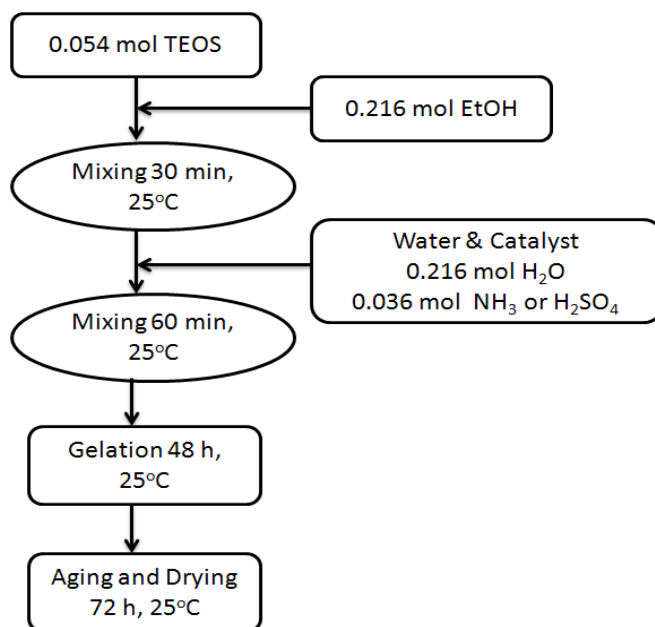 0.054 mol TEOS
0.216 mol EtOH
Mixing 30 min,
25°C
Water & Catalyst
0.216 mol H₂O
0.036 mol  NH₃ or H₂SO₄
Mixing 60 min,
25°C
Gelation 48 h,
25°C
Aging and Drying
72 h, 25°C